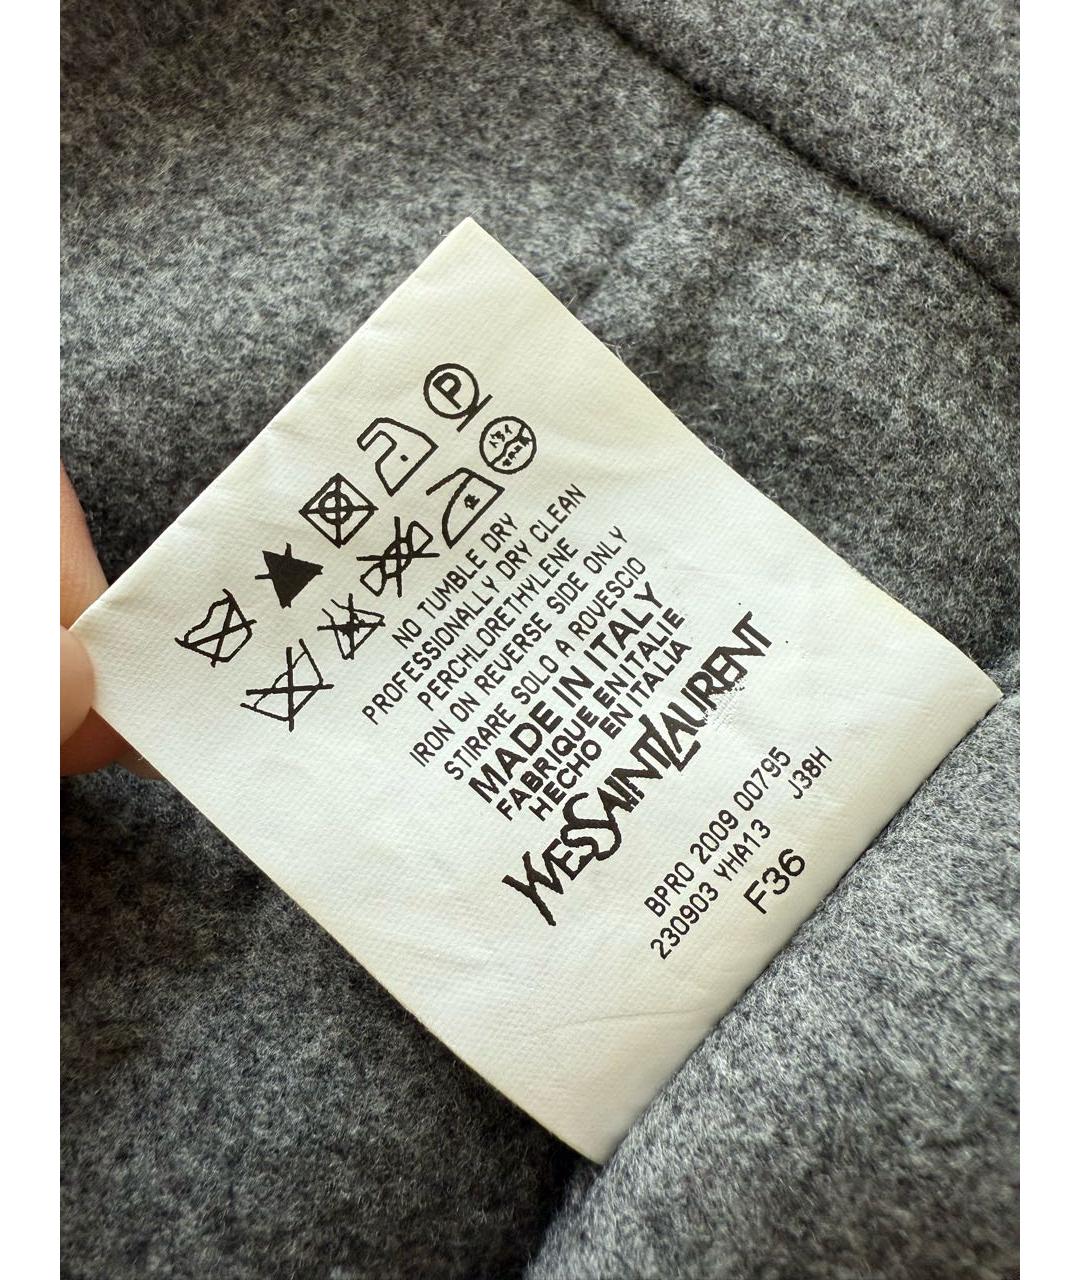 P
NO TUMBLE DRY
PROFESSIONALLY DRY CLEAN
PERCHLORETHYLENE
IRON ON REVERSE SIDE ONLY
STIRARE SOLO A ROVESCIO
MADE IN ITALY
FABRIQUE EN ITALIE
HECHO EN ITALIA
YVESSAINTLAURENT
BPRO 2009 00795
230903 YHA13 J38H
F36